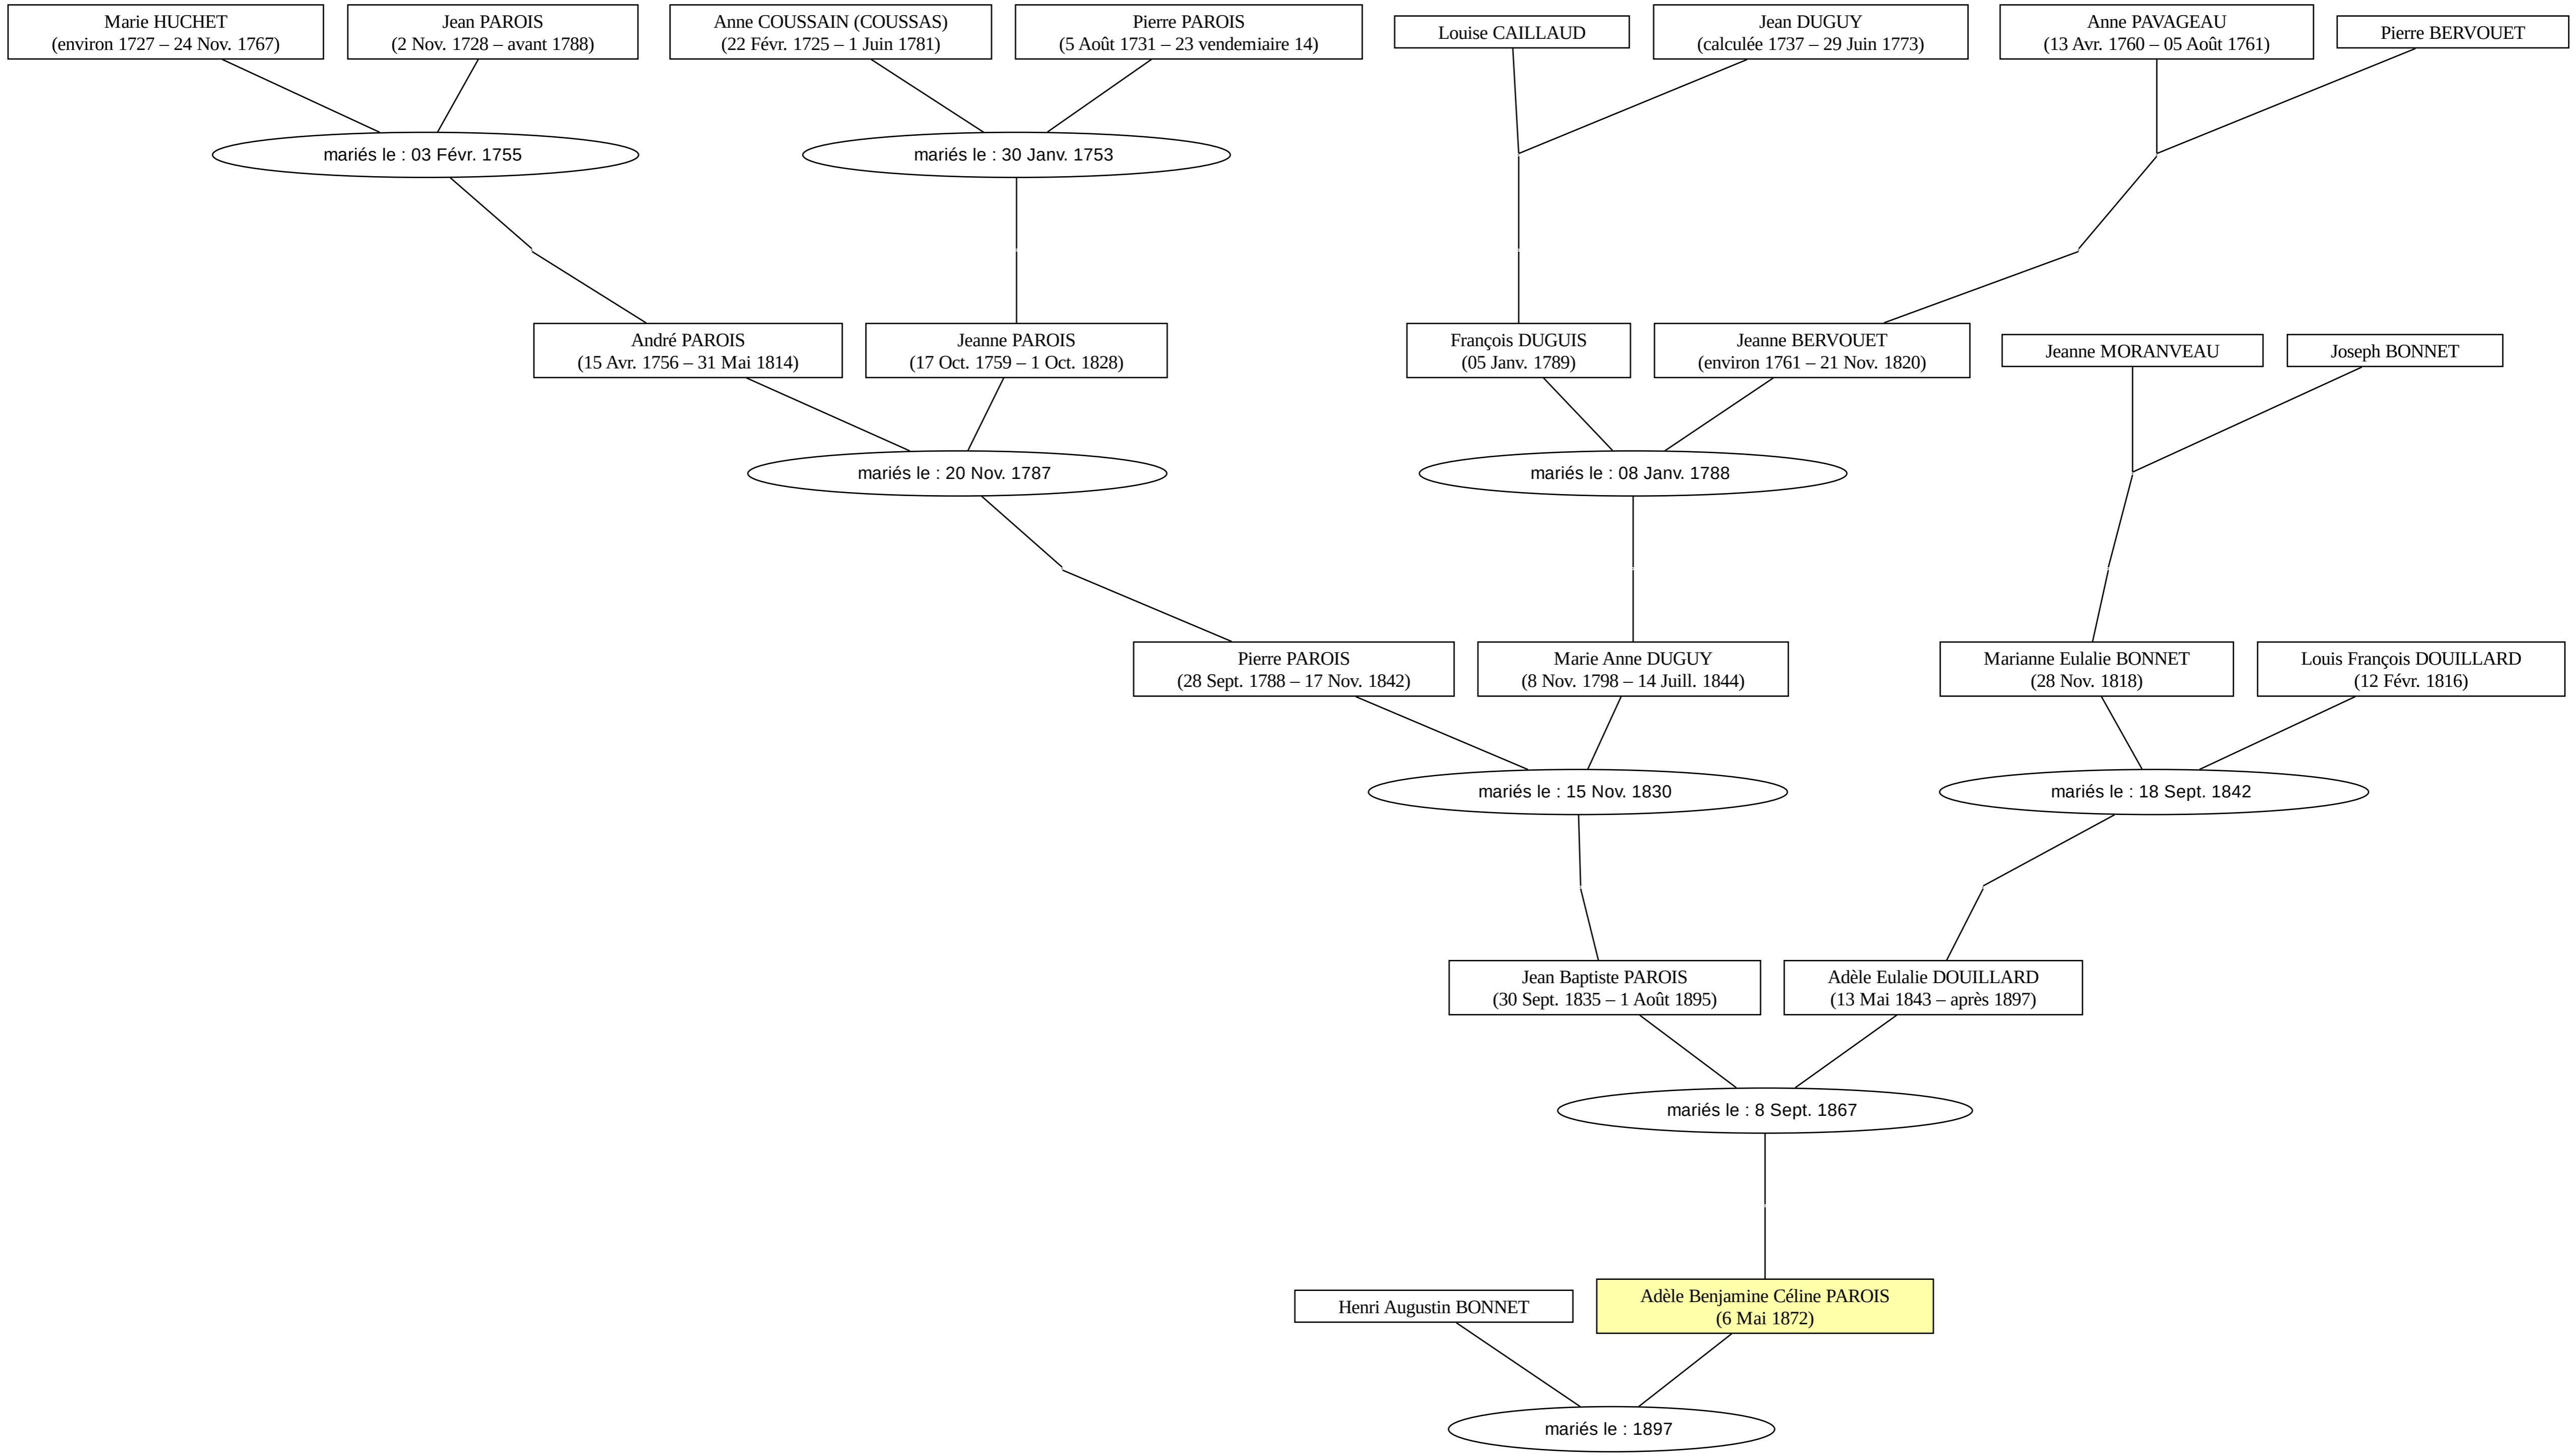 Marie HUCHET
(environ 1727 – 24 Nov. 1767)
Jean PAROIS
(2 Nov. 1728 – avant 1788)
Anne COUSSAIN (COUSSAS)
(22 Févr. 1725 – 1 Juin 1781)
Pierre PAROIS
(5 Août 1731 – 23 vendemiaire 14)
Louise CAILLAUD
Jean DUGUY
(calculée 1737 – 29 Juin 1773)
Anne PAVAGEAU
(13 Avr. 1760 – 05 Août 1761)
Pierre BERVOUET
mariés le : 03 Févr. 1755
mariés le : 30 Janv. 1753
André PAROIS
(15 Avr. 1756 – 31 Mai 1814)
Jeanne PAROIS
(17 Oct. 1759 – 1 Oct. 1828)
François DUGUIS
(05 Janv. 1789)
Jeanne BERVOUET
(environ 1761 – 21 Nov. 1820)
Jeanne MORANVEAU
Joseph BONNET
mariés le : 20 Nov. 1787
mariés le : 08 Janv. 1788
Pierre PAROIS
(28 Sept. 1788 – 17 Nov. 1842)
Marie Anne DUGUY
(8 Nov. 1798 – 14 Juill. 1844)
Marianne Eulalie BONNET
(28 Nov. 1818)
Louis François DOUILLARD
(12 Févr. 1816)
mariés le : 15 Nov. 1830
mariés le : 18 Sept. 1842
Jean Baptiste PAROIS
(30 Sept. 1835 – 1 Août 1895)
Adèle Eulalie DOUILLARD
(13 Mai 1843 – après 1897)
mariés le : 8 Sept. 1867
Henri Augustin BONNET
Adèle Benjamine Céline PAROIS
(6 Mai 1872)
mariés le : 1897